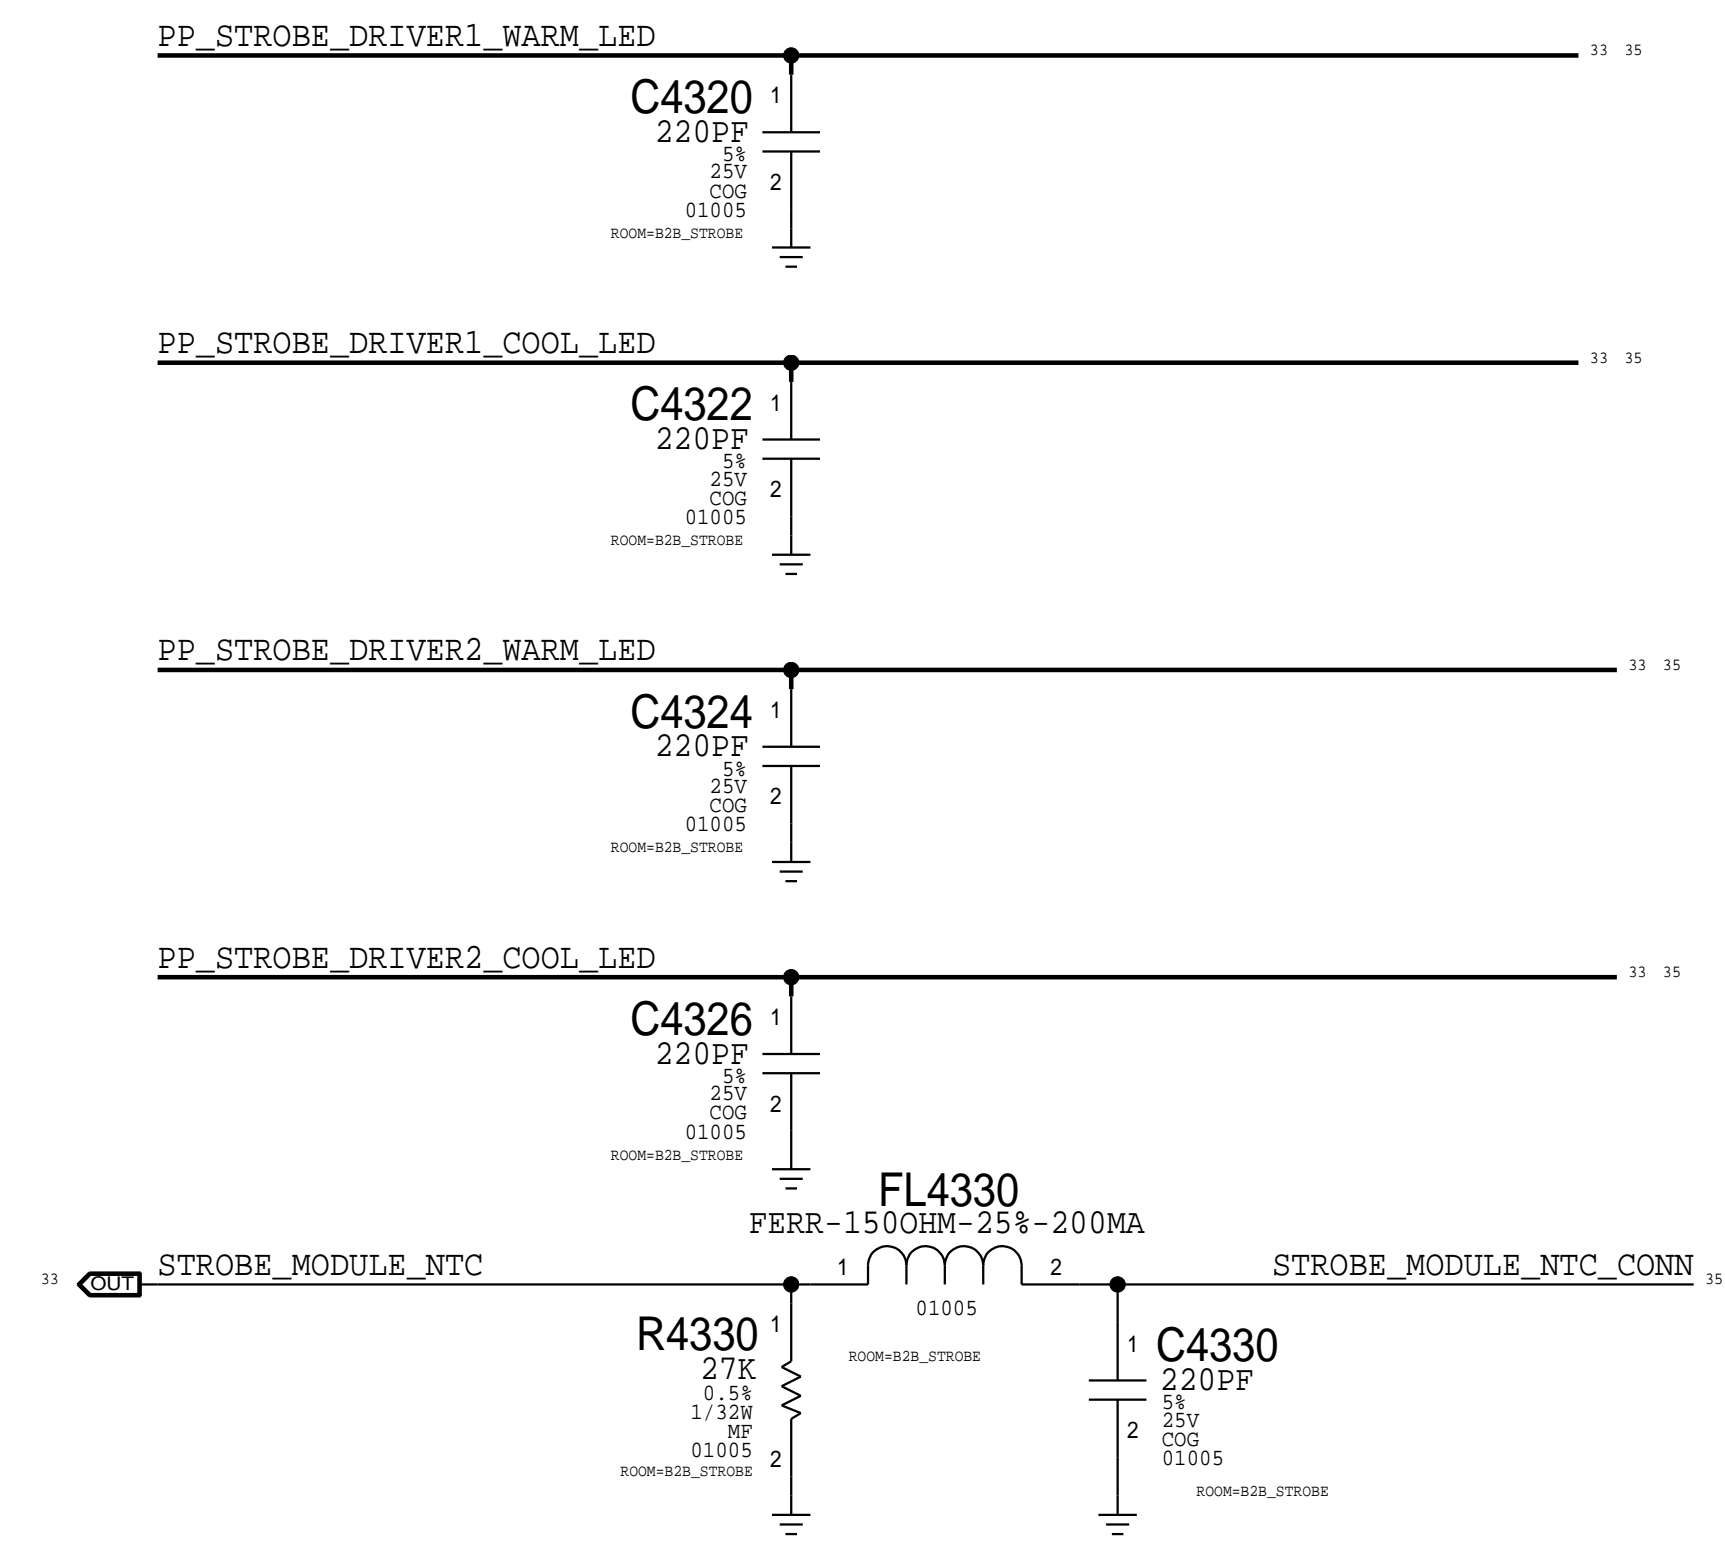 PP_STROBE_DRIVER1_WARM_LED
33 35
C4320
1
220PF
5%
25V
2
COG
01005
ROOM=B2B_STROBE
PP_STROBE_DRIVER1_COOL_LED
33 35
C4322
1
220PF
5%
25V
2
COG
01005
ROOM=B2B_STROBE
PP_STROBE_DRIVER2_WARM_LED
33 35
C4324
1
220PF
5%
25V
2
COG
01005
ROOM=B2B_STROBE
PP_STROBE_DRIVER2_COOL_LED
33 35
C4326
1
220PF
5%
25V
2
COG
01005
ROOM=B2B_STROBE
FL4330
FERR-150OHM-25%-200MA
33 OUT STROBE_MODULE_NTC
1
2
STROBE_MODULE_NTC_CONN 35
01005
ROOM=B2B_STROBE
R4330
1
27K
0.5%
1/32W
MF
01005
2
ROOM=B2B_STROBE
1
C4330
220PF
5%
25V
2
COG
01005
ROOM=B2B_STROBE